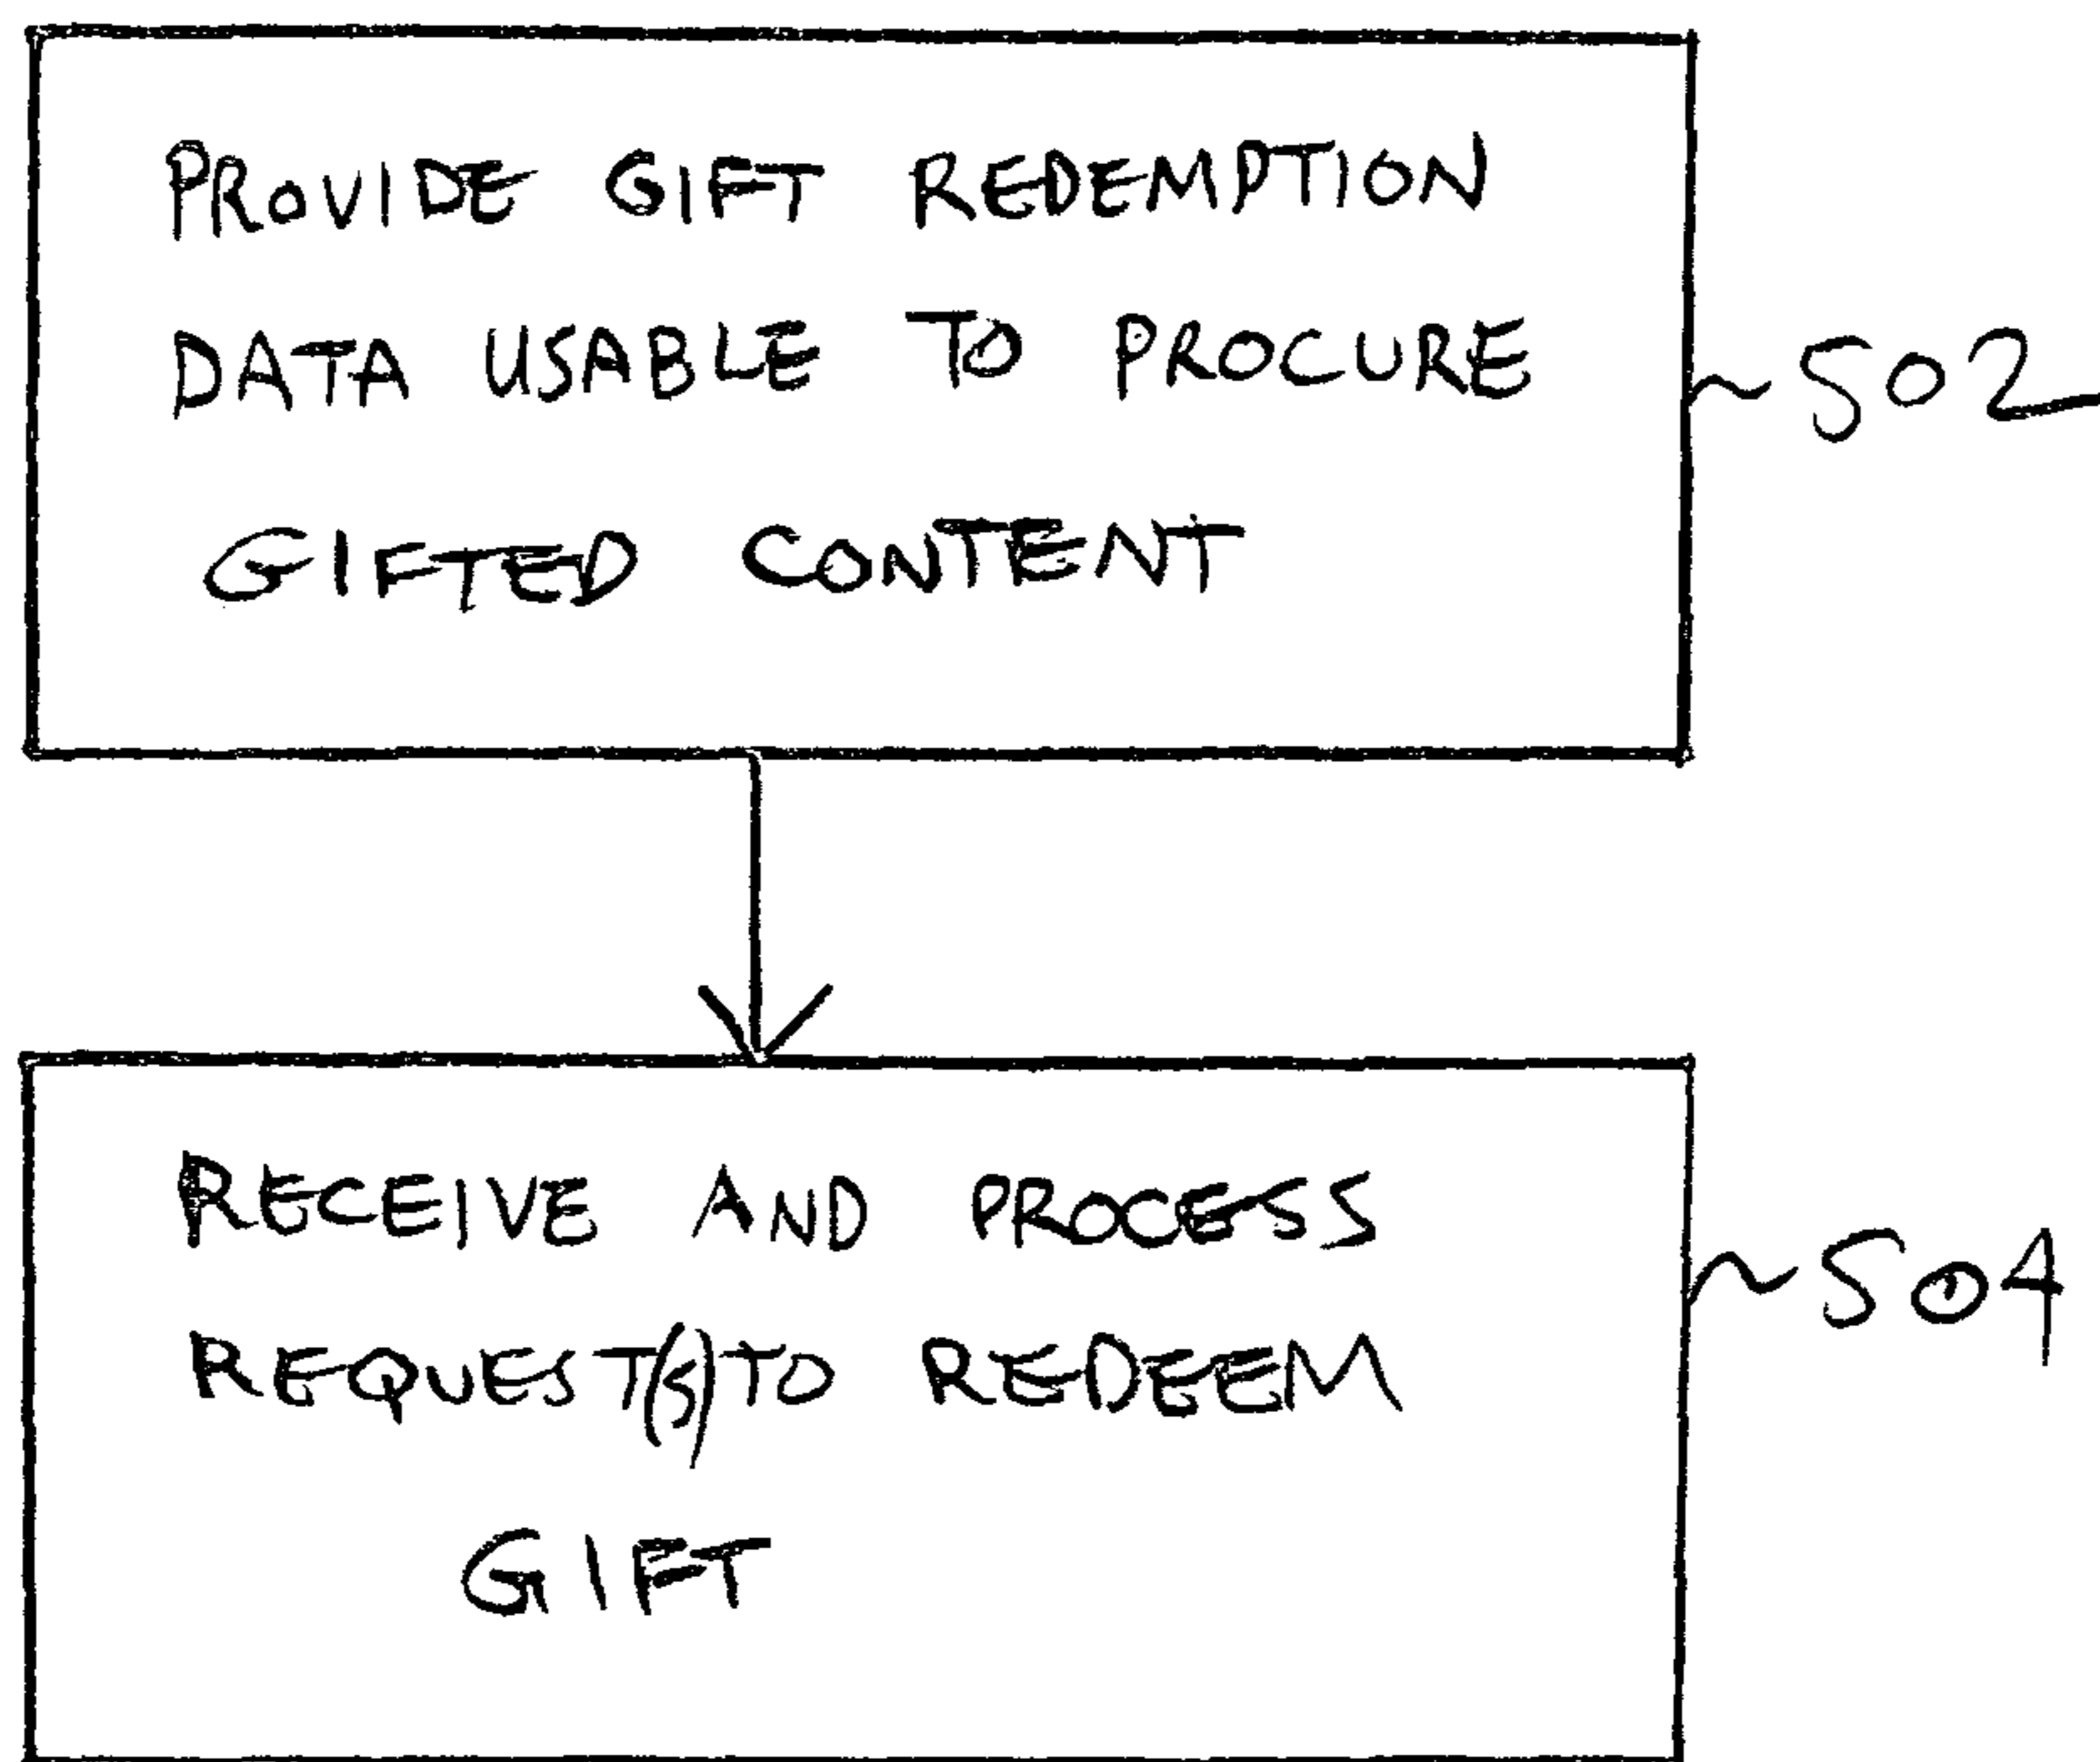 PROVIDE GIFT REDEMPTION
DATA USABLE TO PROCURE
GIFTED CONTENT
502
RECEIVE AND PROCESS
REQUEST(S) TO REDEEM
GIFT
504